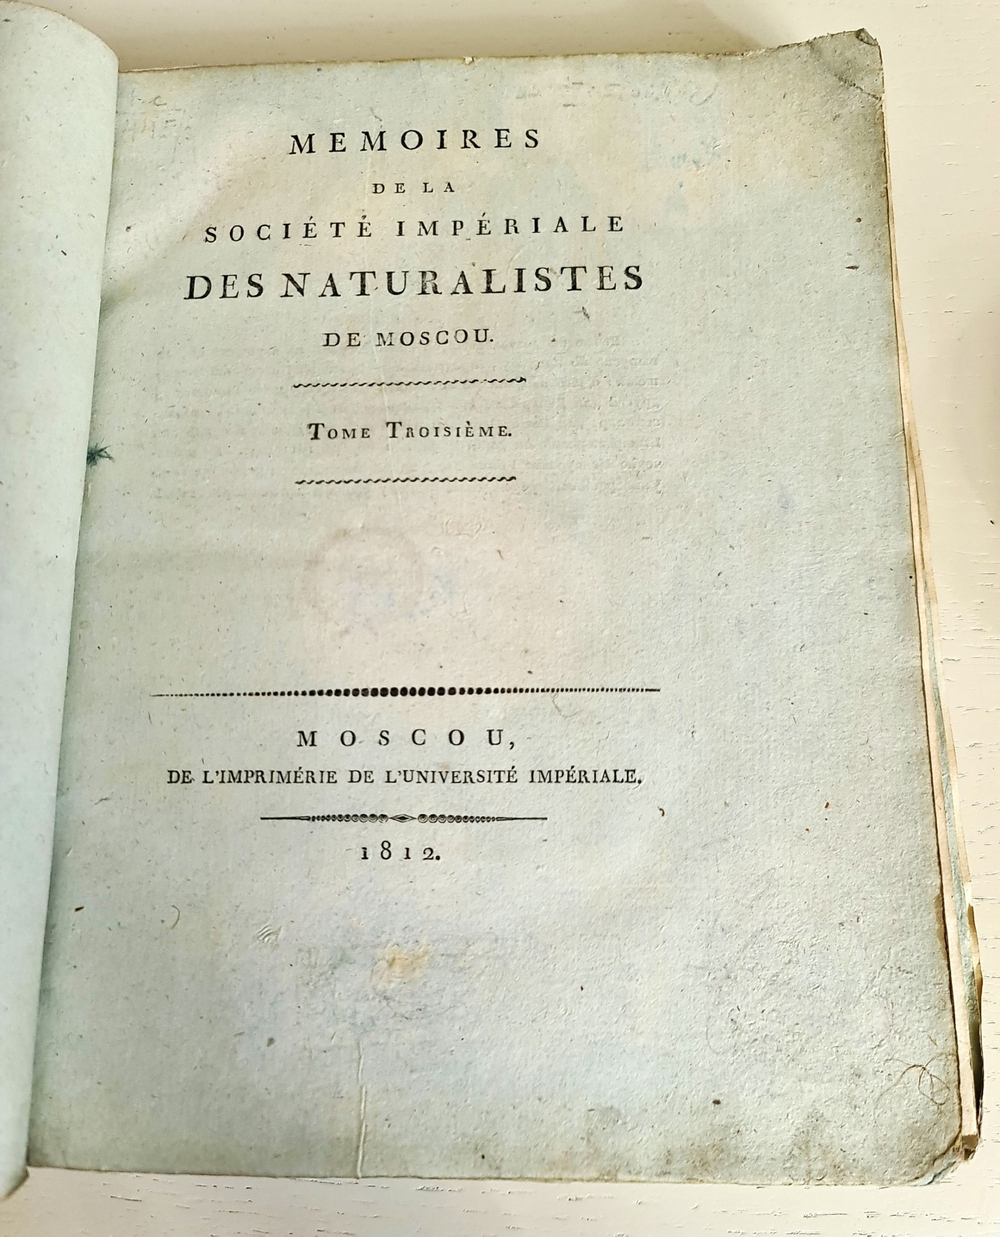 MEMOIRES
DE LA
SOCIÉTÉ IMPÉRIALE
DES NATURALISTES
DE MOSCOU.
TOME TROISIÈME.
MOSCOU,
DE L'IMPRIMÉRIE DE L'UNIVERSITÉ IMPÉRIALE.
1812.